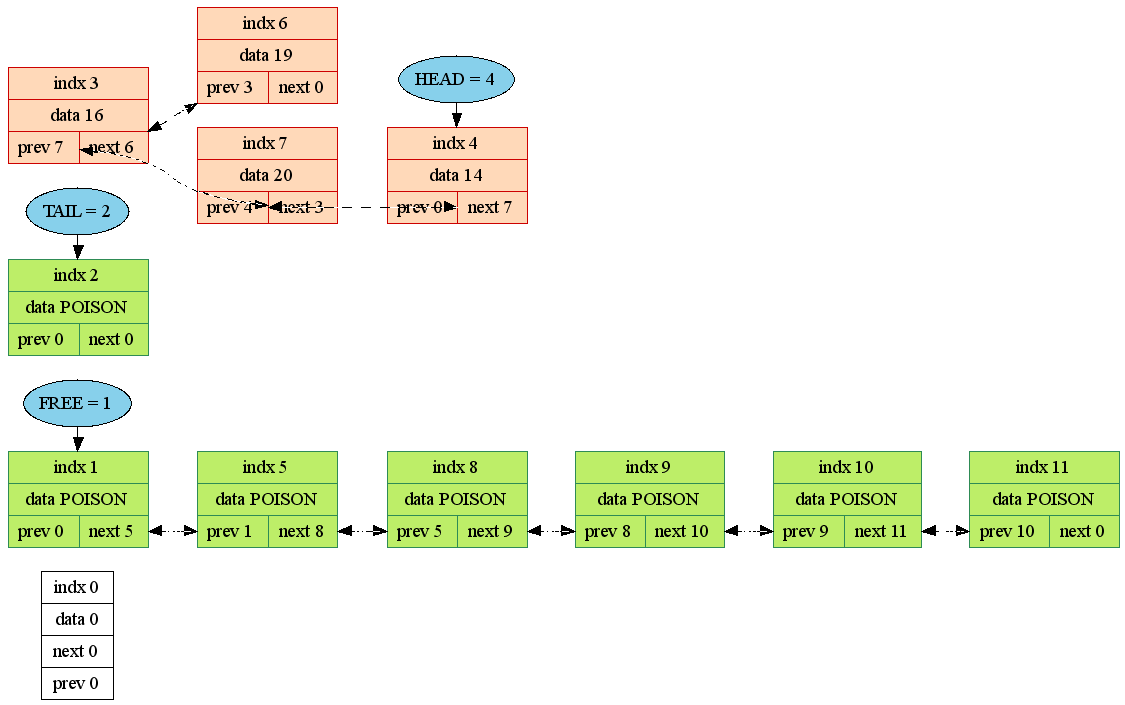 indx 6
data 19
prev 3 next 0
indx 3
data 16
prev 7 next 6
HEAD = 4
indx 7
data 20
prev 4 next 3
indx 4
data 14
prev 0 next 7
TAIL = 2
indx 2
data POISON
prev 0 next 0
FREE = 1
indx 1
data POISON
prev 0 next 5
indx 5
data POISON
prev 1 next 8
indx 8
data POISON
prev 5 next 9
indx 9
data POISON
prev 8 next 10
indx 10
data POISON
prev 9 next 11
indx 11
data POISON
prev 10 next 0
indx 0
data 0
next 0
prev 0